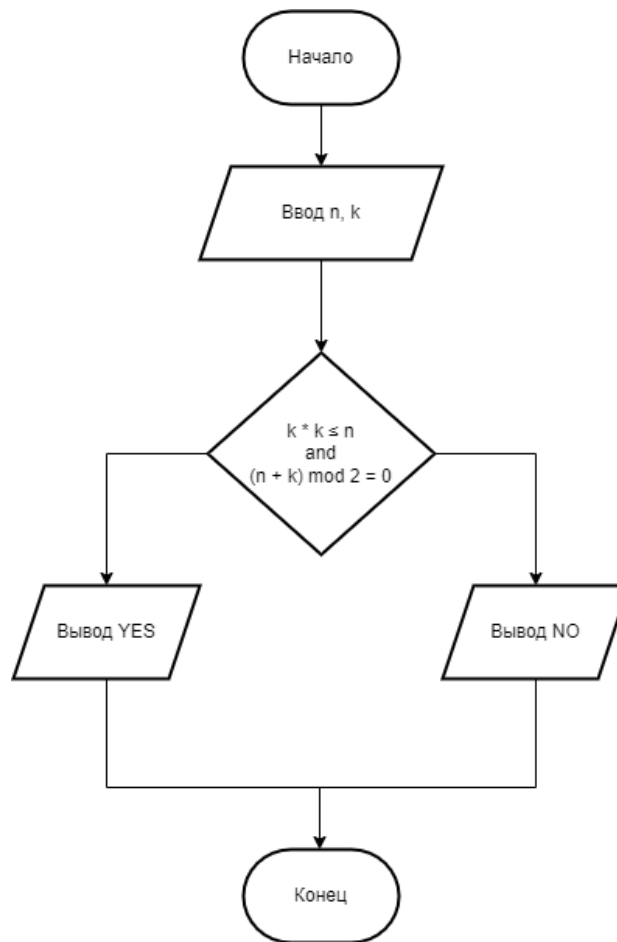 Начало
Ввод n, k
k * k ≤ n
and
(n + k) mod 2 = 0
Вывод YES
Вывод NO
Конец